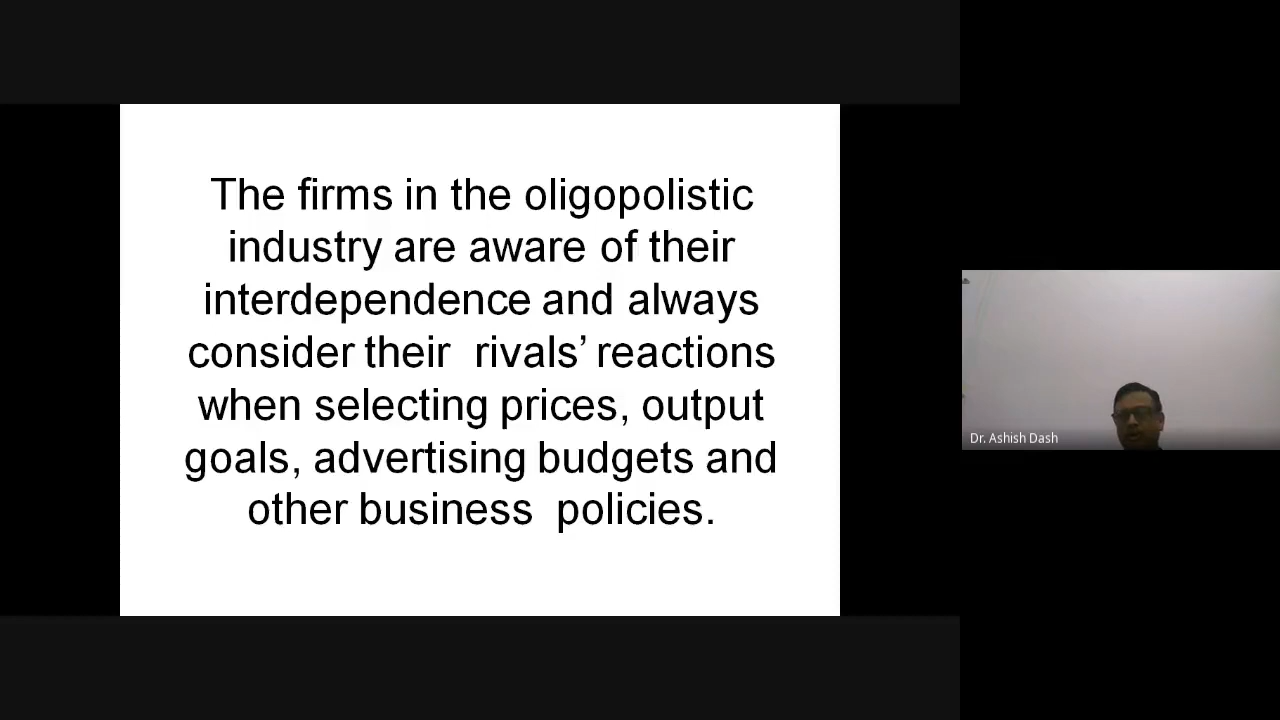 The firms in the oligopolistic
industry are aware of their
interdependence and always
consider their  rivals’ reactions
when selecting prices, output
goals, advertising budgets and
other business  policies.
Dr. Ashish Dash